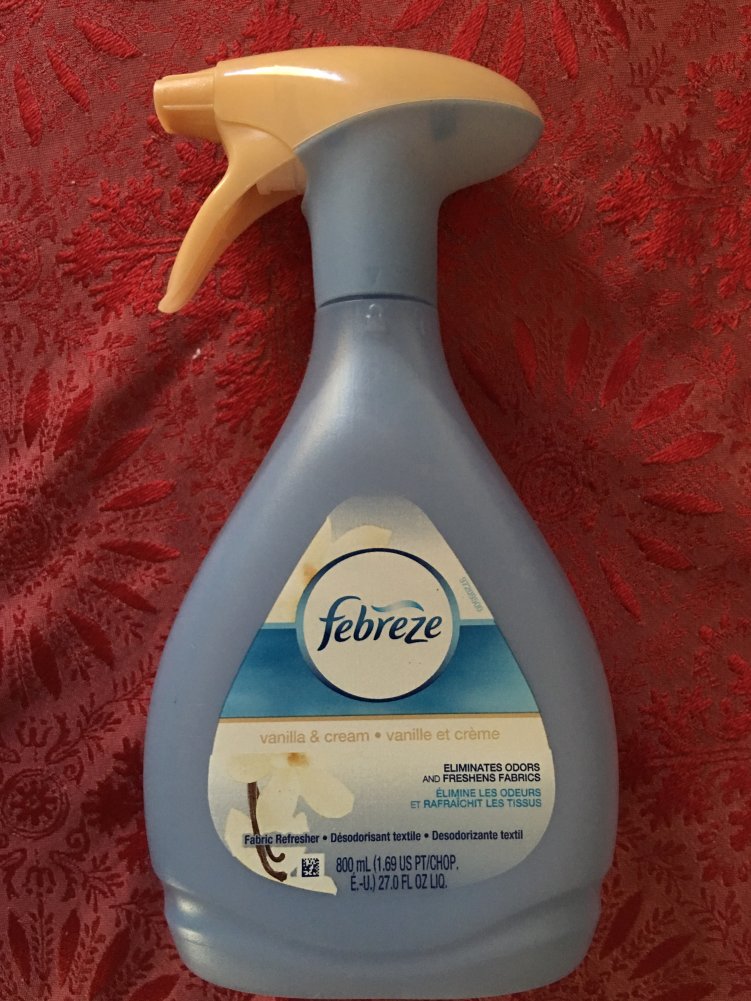 febreze
97289500
vanilla & cream • vanille et crème
ELIMINATES ODORS
AND FRESHENS FABRICS
ÉLIMINE LES ODEURS
ET RAFRAÎCHIT LES TISSUS
Fabric Refresher • Désodorisant textile • Desodorizante textil
800 mL (1.69 US PT/CHOP.
É.-U.) 27.0 FL OZ LIQ.